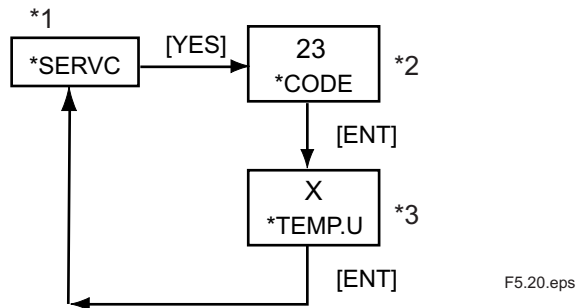 *1
*SERVC
[YES]
23
*CODE
*2
[ENT]
X
*TEMP.U
*3
[ENT]
F5.20.eps